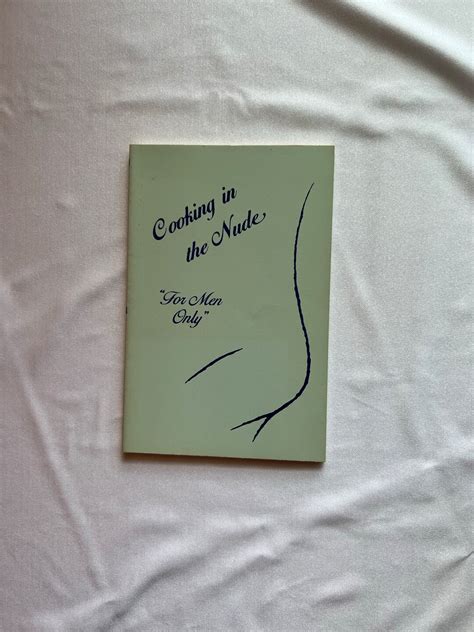 Cooking in
the Nude
"For Men
Only"